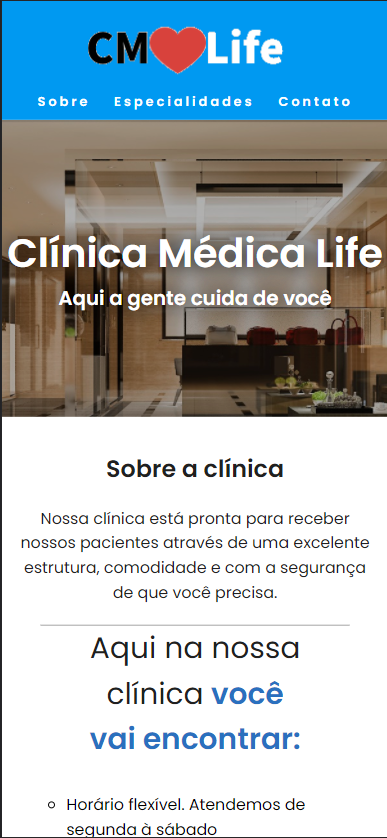 CM Life
Sobre Especialidades Contato
Clínica Médica Life
Aqui a gente cuida de você
Sobre a clínica
Nossa clínica está pronta para receber
nossos pacientes através de uma excelente
estrutura, comodidade e com a segurança
de que você precisa.
Aqui na nossa
clínica você
vai encontrar:
Horário flexível. Atendemos de
segunda à sábado